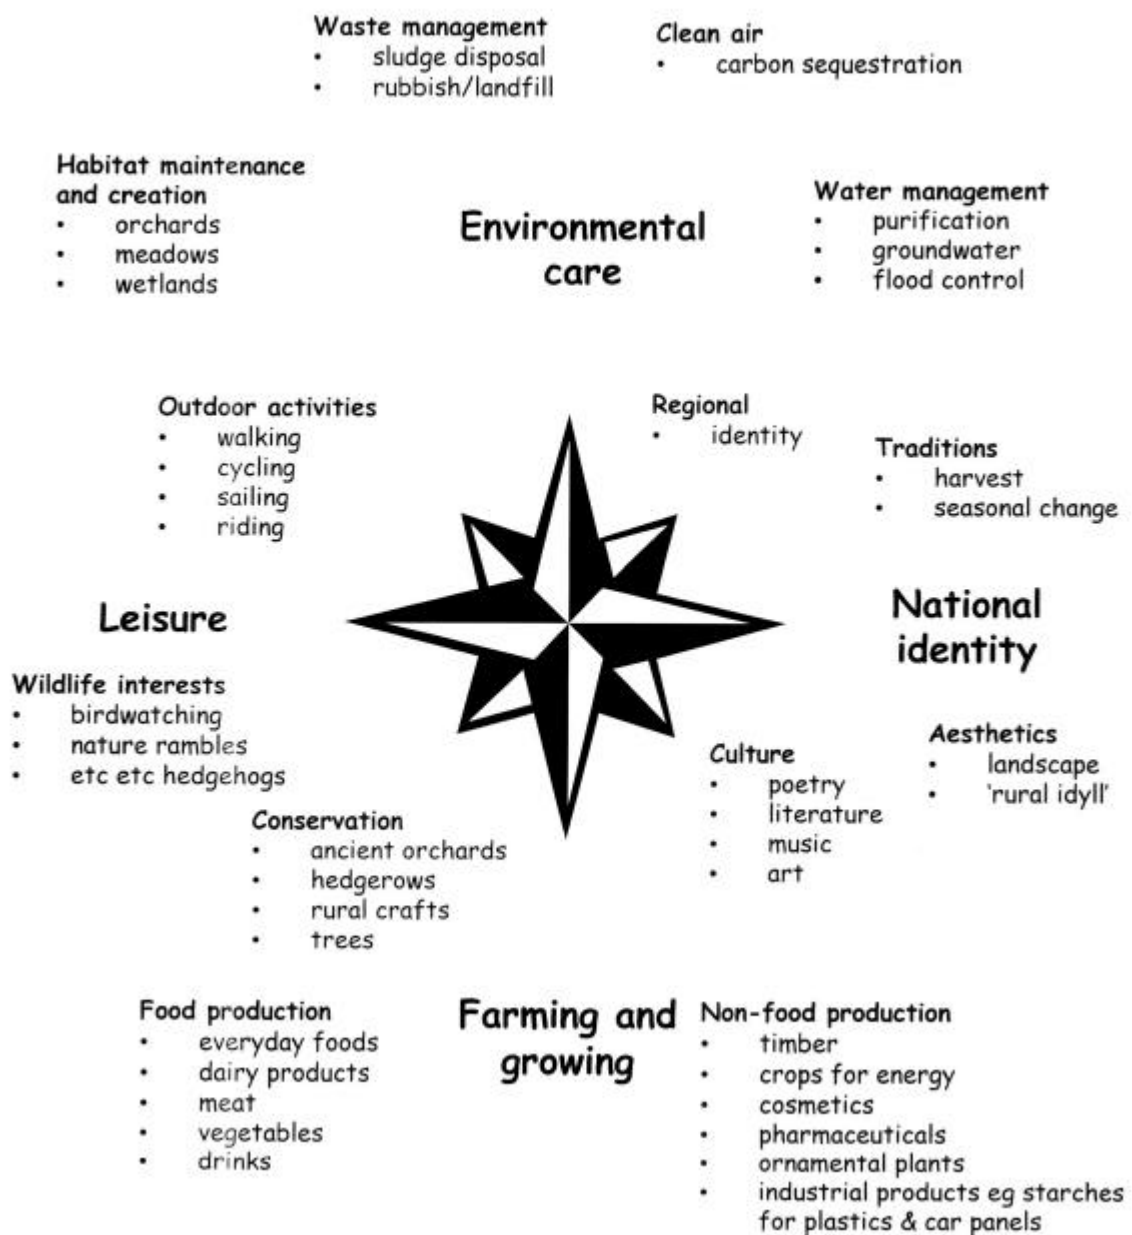 Waste management
• sludge disposal
• rubbish/landfill
Clean air
• carbon sequestration
Habitat maintenance
and creation
• orchards
• meadows
• wetlands
Environmental
care
Water management
• purification
• groundwater
• flood control
Outdoor activities
• walking
• cycling
• sailing
• riding
Regional
• identity
Traditions
• harvest
• seasonal change
Leisure
National
identity
Wildlife interests
• birdwatching
• nature rambles
• etc etc hedgehogs
Conservation
• ancient orchards
• hedgerows
• rural crafts
• trees
Culture
• poetry
• literature
• music
• art
Aesthetics
• landscape
• ‘rural idyll’
Food production
• everyday foods
• dairy products
• meat
• vegetables
• drinks
Farming and
growing
Non-food production
• timber
• crops for energy
• cosmetics
• pharmaceuticals
• ornamental plants
• industrial products eg starches
for plastics & car panels